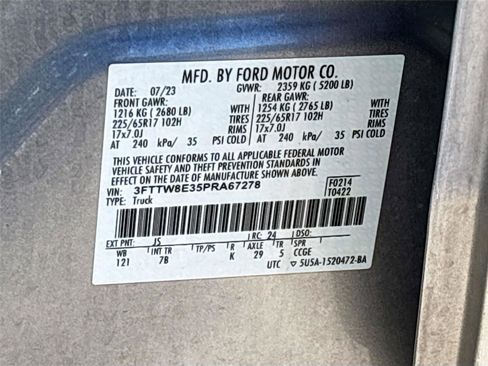 MFD. BY FORD MOTOR CO.
DATE: 07/23 GVWR: 2359 KG ( 5200 LB)
FRONT GAWR: REAR GAWR:
1216 KG ( 2680 LB) WITH 1254 KG ( 2765 LB) WITH
225/65R17 102H TIRES 225/65R17 102H TIRES
17x7.0J RIMS 17x7.0J RIMS
AT 240 kPa/ 35 PSI COLD AT 240 kPa/ 35 PSI COLD
THIS VEHICLE CONFORMS TO ALL APPLICABLE FEDERAL MOTOR
VEHICLE SAFETY AND BUMPER STANDARDS IN EFFECT ON THE
DATE OF MANUFACTURE SHOWN ABOVE.
VIN: 3FTTW8E35PRA67278 F0214
TYPE: Truck T0422
EXT PNT: JS RC: 24 DSO:
WB INT TR TP/PS R AXLE TR SPR
121 7B K 29 5 CCGE
UTC 5U5A-1520472-BA